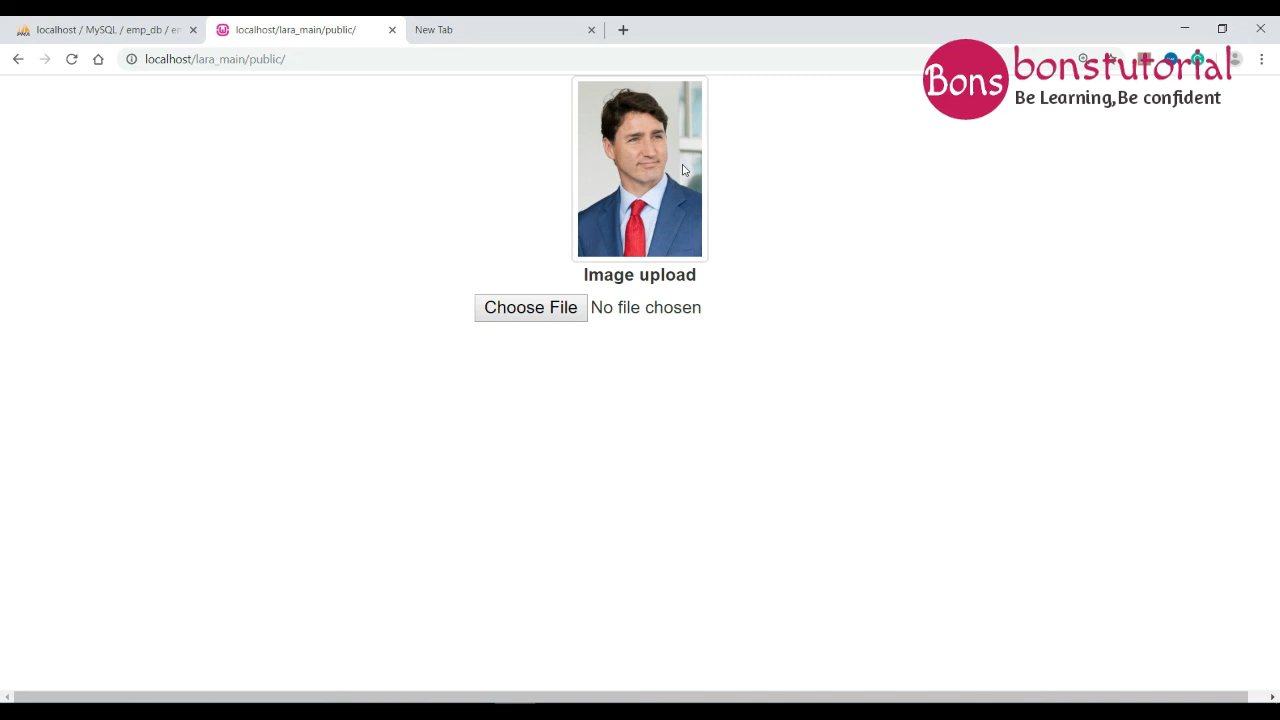 localhost / MySQL / emp_db / em
localhost/lara_main/public/
New Tab
localhost/lara_main/public/
Bons
bonstutorial
Be Learning,Be confident
Image upload
Choose File No file chosen